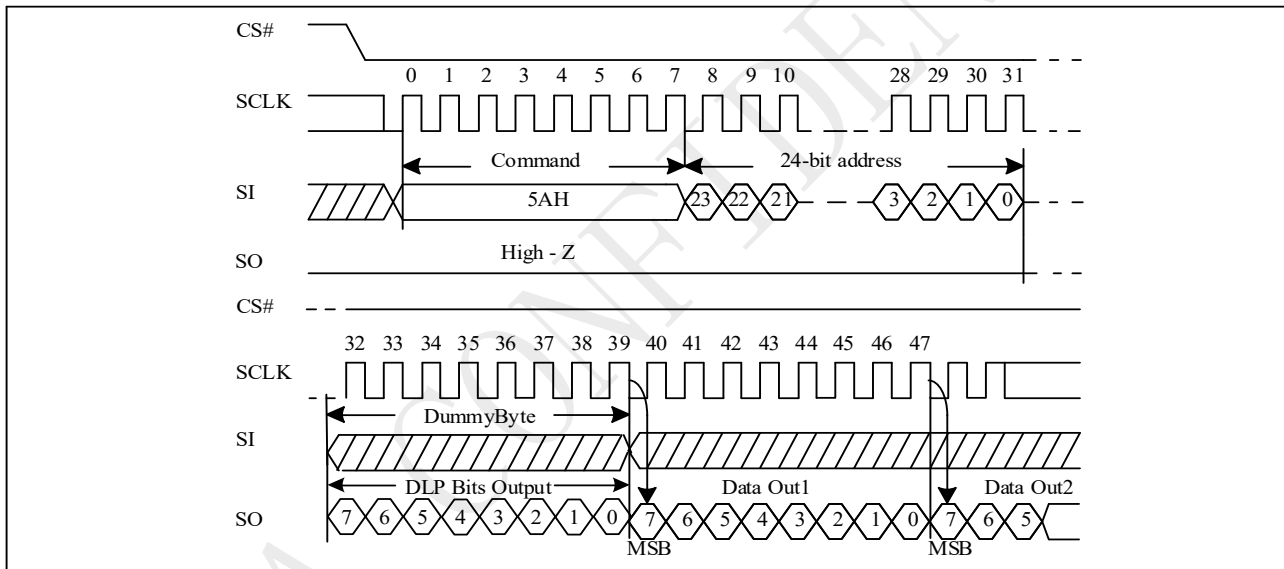 CS#
0 1 2 3 4 5 6 7 8 9 10 28 29 30 31
SCLK
Command 24-bit address
SI 5AH 23 22 21 3 2 1 0
High - Z
SO
CS#
32 33 34 35 36 37 38 39 40 41 42 43 44 45 46 47
SCLK
DummyByte
SI
DLP Bits Output Data Out1 Data Out2
SO 7 6 5 4 3 2 1 0 7 6 5 4 3 2 1 0 7 6 5
MSB MSB